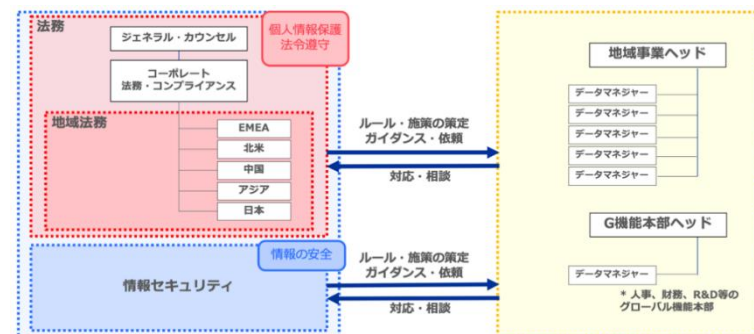 法務
ジェネラル・カウンセル
個人情報保護
法令遵守
コーポレート
法務・コンプライアンス
地域法務
EMEA
北米
中国
アジア
日本
ルール・施策の策定
ガイダンス・依頼
対応・相談
地域事業ヘッド
データマネジャー
データマネジャー
データマネジャー
データマネジャー
データマネジャー
情報の安全
情報セキュリティ
ルール・施策の策定
ガイダンス・依頼
対応・相談
G機能本部ヘッド
データマネジャー
* 人事、財務、R&D等の
グローバル機能本部